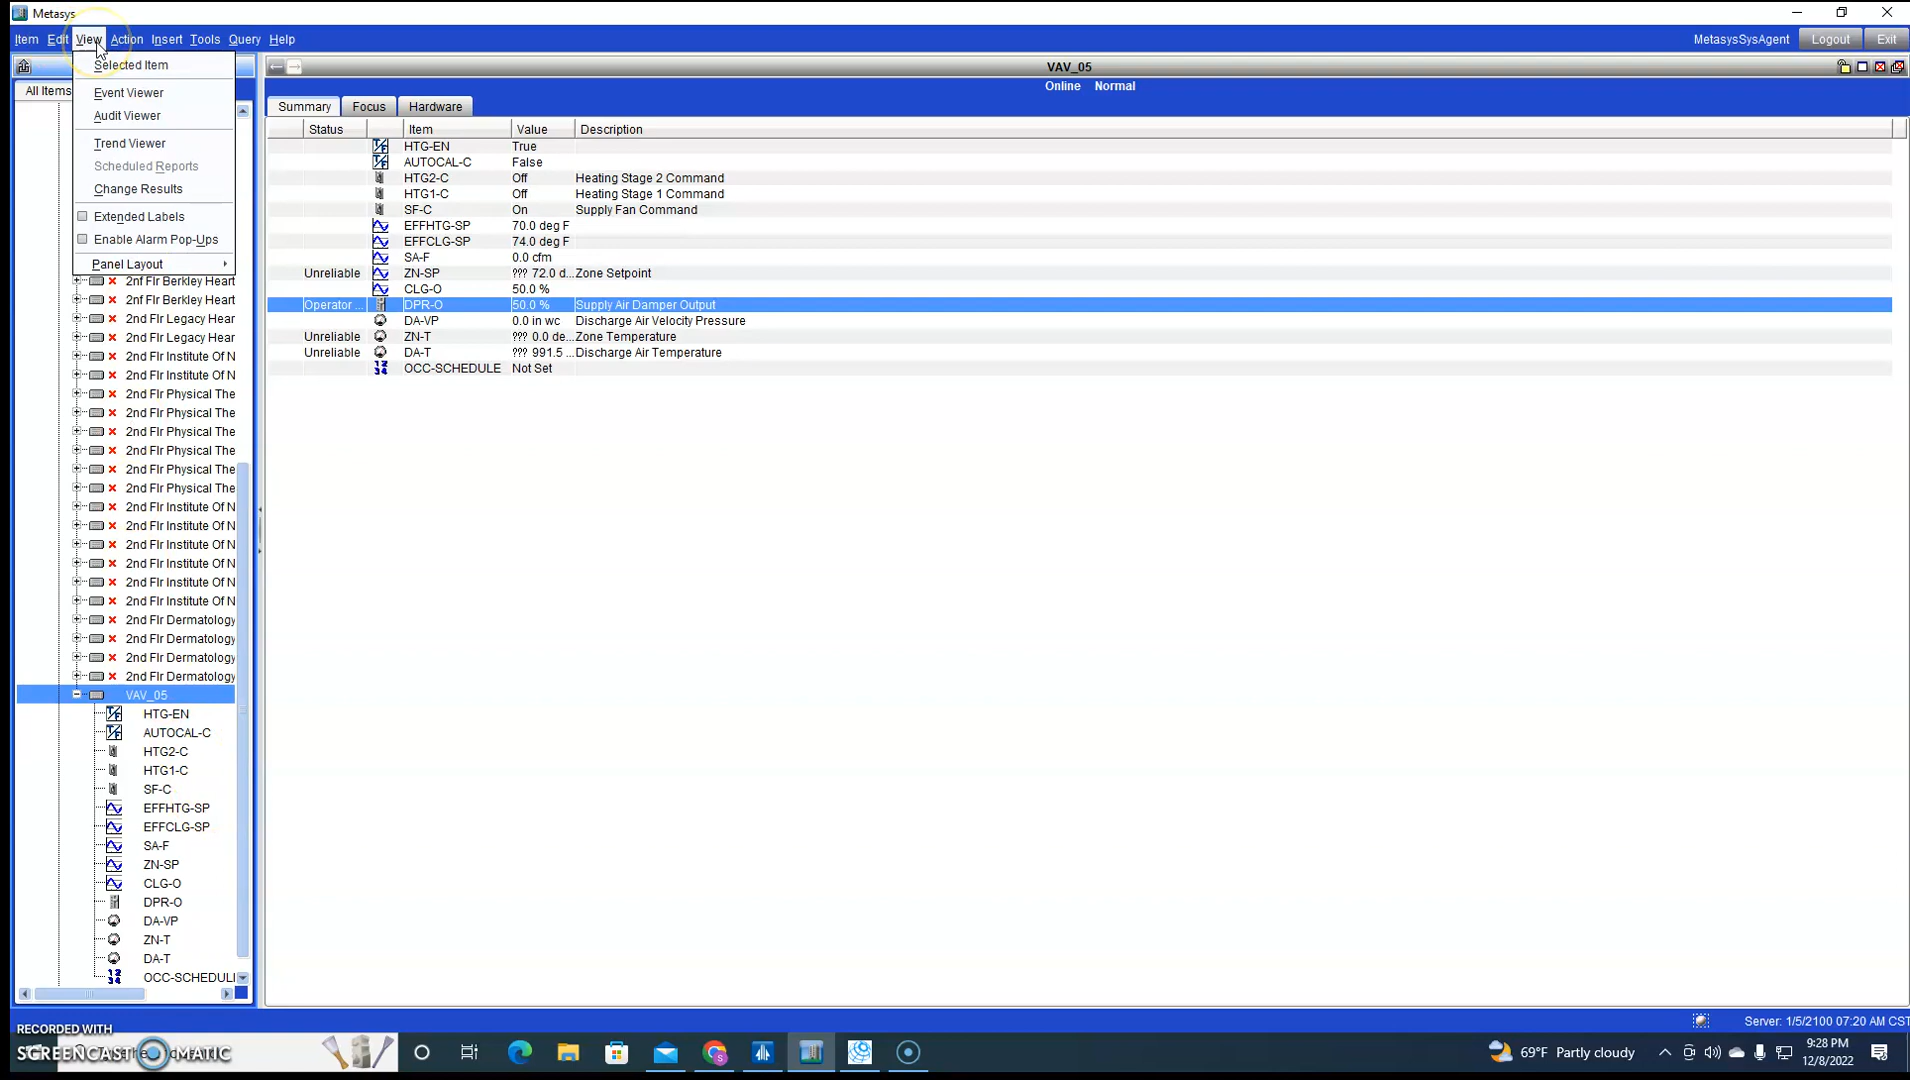 Metasys
Item Edit View Action Insert Tools Query Help
MetasysSysAgent Logout Exit
Selected Item
Event Viewer
Audit Viewer
Trend Viewer
Scheduled Reports
Change Results
Extended Labels
Enable Alarm Pop-Ups
Panel Layout
All Items
2nf Flr Berkley Heart
2nf Flr Berkley Heart
2nd Flr Legacy Hear
2nd Flr Legacy Hear
2nd Flr Institute Of N
2nd Flr Institute Of N
2nd Flr Physical The
2nd Flr Physical The
2nd Flr Physical The
2nd Flr Physical The
2nd Flr Physical The
2nd Flr Physical The
2nd Flr Institute Of N
2nd Flr Institute Of N
2nd Flr Institute Of N
2nd Flr Institute Of N
2nd Flr Institute Of N
2nd Flr Institute Of N
2nd Flr Dermatology
2nd Flr Dermatology
2nd Flr Dermatology
2nd Flr Dermatology
VAV_05
HTG-EN
AUTOCAL-C
HTG2-C
HTG1-C
SF-C
EFFHTG-SP
EFFCLG-SP
SA-F
ZN-SP
CLG-O
DPR-O
DA-VP
ZN-T
DA-T
OCC-SCHEDULI
VAV_05
Online Normal
Summary Focus Hardware
Status Item Value Description
HTG-EN True
AUTOCAL-C False
HTG2-C Off Heating Stage 2 Command
HTG1-C Off Heating Stage 1 Command
SF-C On Supply Fan Command
EFFHTG-SP 70.0 deg F
EFFCLG-SP 74.0 deg F
SA-F 0.0 cfm
Unreliable ZN-SP ??? 72.0 d... Zone Setpoint
CLG-O 50.0 %
Operator ... DPR-O 50.0 % Supply Air Damper Output
DA-VP 0.0 in wc Discharge Air Velocity Pressure
Unreliable ZN-T ??? 0.0 de... Zone Temperature
Unreliable DA-T ??? 991.5 ... Discharge Air Temperature
OCC-SCHEDULE Not Set
Server: 1/5/2100 07:20 AM CST
RECORDED WITH
SCREENCAST MATIC
69°F Partly cloudy
9:28 PM
12/8/2022